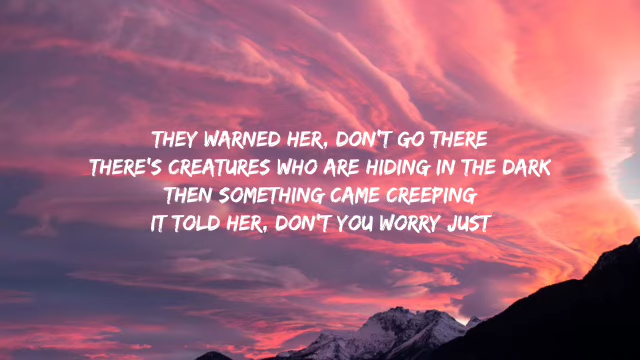 THEY WARNED HER, DON'T GO THERE
THERE'S CREATURES WHO ARE HIDING IN THE DARK
THEN SOMETHING CAME CREEPING
IT TOLD HER, DON'T YOU WORRY JUST